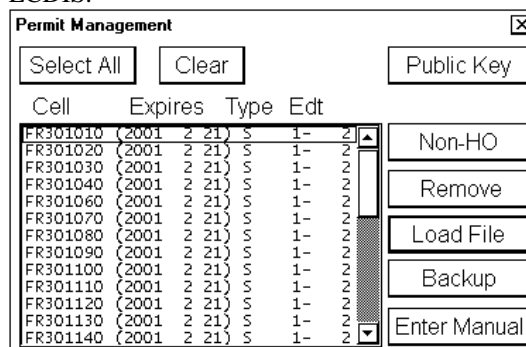 ECDIS.
Permit Management
Select All Clear Public Key
Cell Expires Type Edt
FR301010 (2001 2 21) S 1- 2
FR301020 (2001 2 21) S 1- 2
FR301030 (2001 2 21) S 1- 2
FR301040 (2001 2 21) S 1- 2
FR301060 (2001 2 21) S 1- 2
FR301070 (2001 2 21) S 1- 2
FR301080 (2001 2 21) S 1- 2
FR301090 (2001 2 21) S 1- 2
FR301100 (2001 2 21) S 1- 2
FR301110 (2001 2 21) S 1- 2
FR301120 (2001 2 21) S 1- 2
FR301130 (2001 2 21) S 1- 2
FR301140 (2001 2 21) S 1- 2
Non-HO
Remove
Load File
Backup
Enter Manual